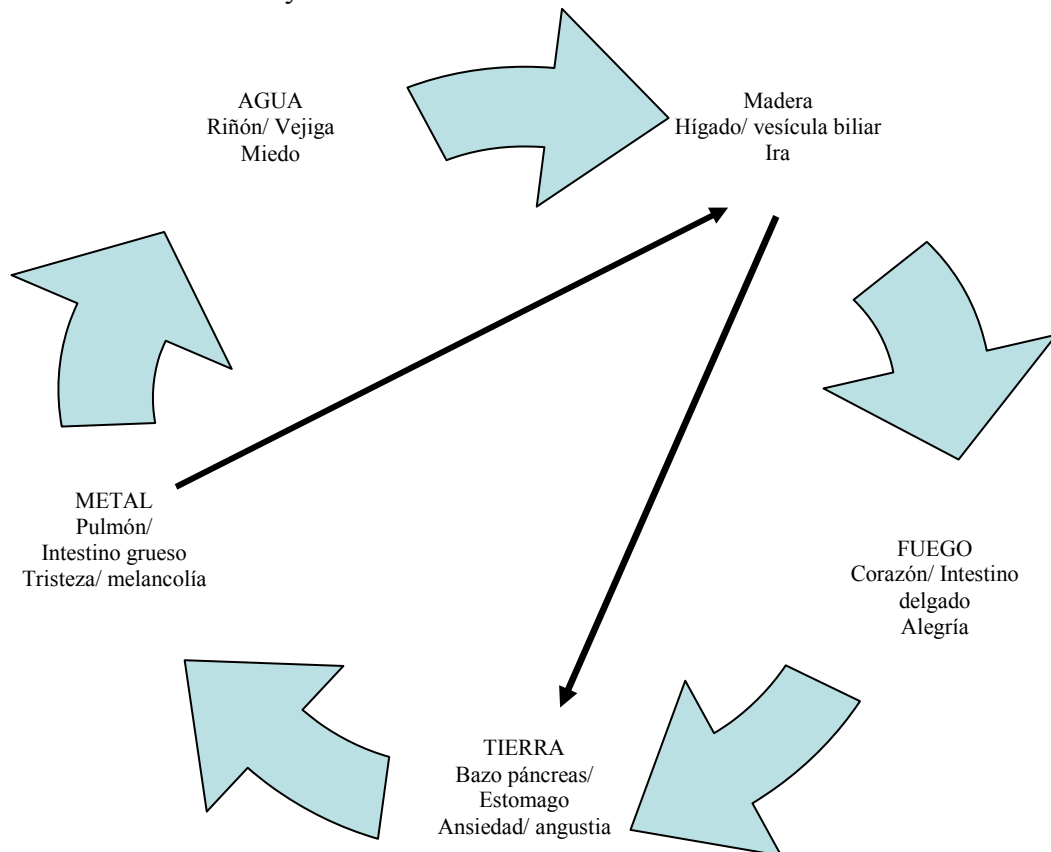 AGUA
Riñón/ Vejiga
Miedo
Madera
Hígado/ vesícula biliar
Ira
METAL
Pulmón/
Intestino grueso
Tristeza/ melancolía
FUEGO
Corazón/ Intestino
delgado
Alegría
TIERRA
Bazo páncreas/
Estomago
Ansiedad/ angustia